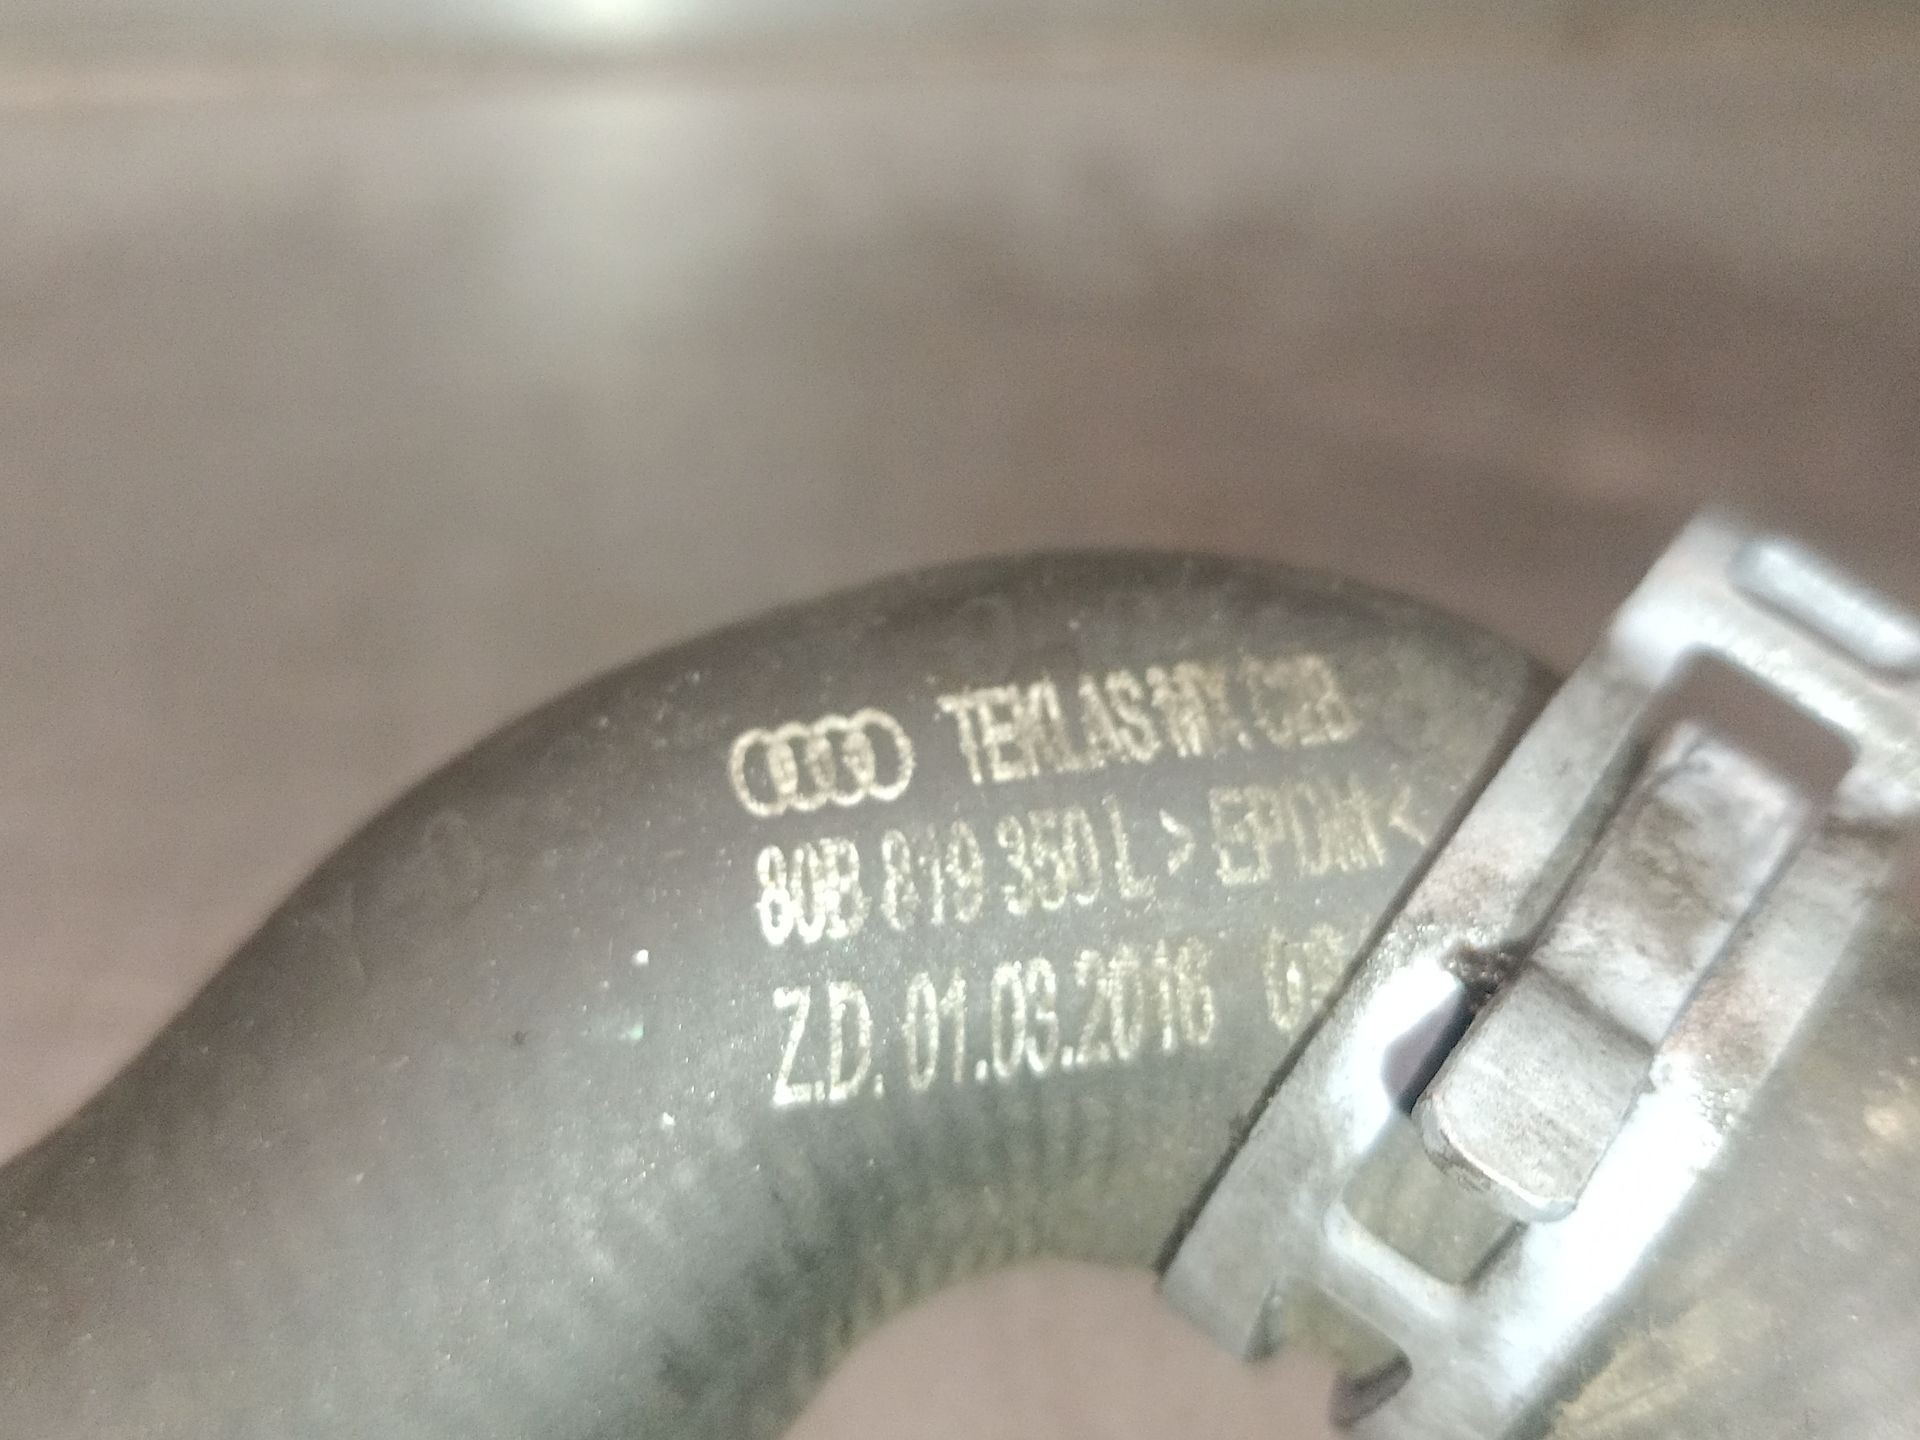 TEKLAS MX. C2B
80B 819 350 L >EPDM<
Z.D. 01.03.2016